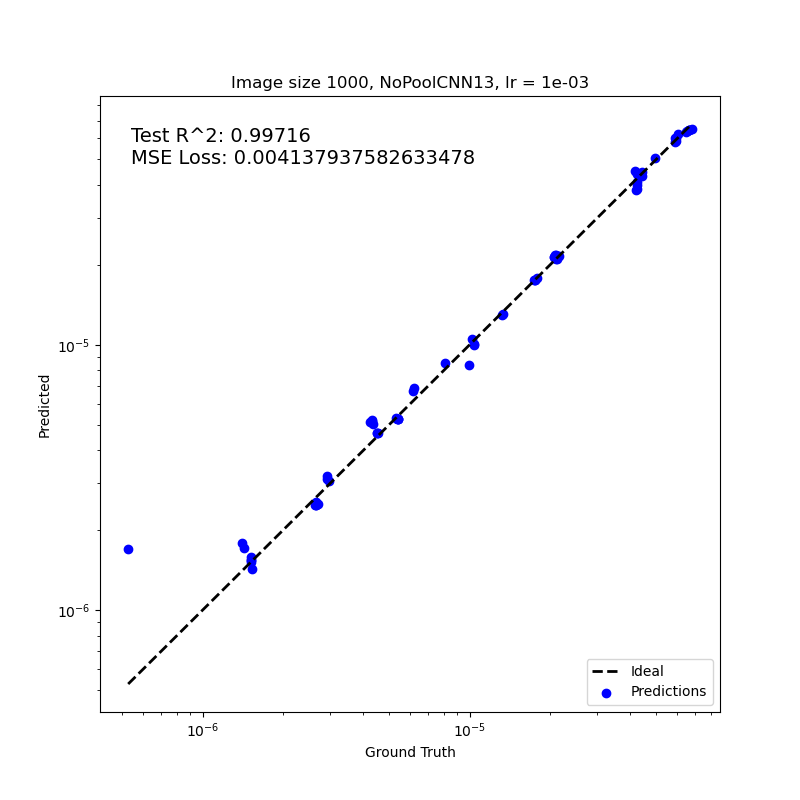 Image size 1000, NoPoolCNN13, lr = 1e-03
Test R^2: 0.99716
MSE Loss: 0.004137937582633478
10⁻⁵
Predicted
10⁻⁶
Ideal
Predictions
10⁻⁶ 10⁻⁵
Ground Truth